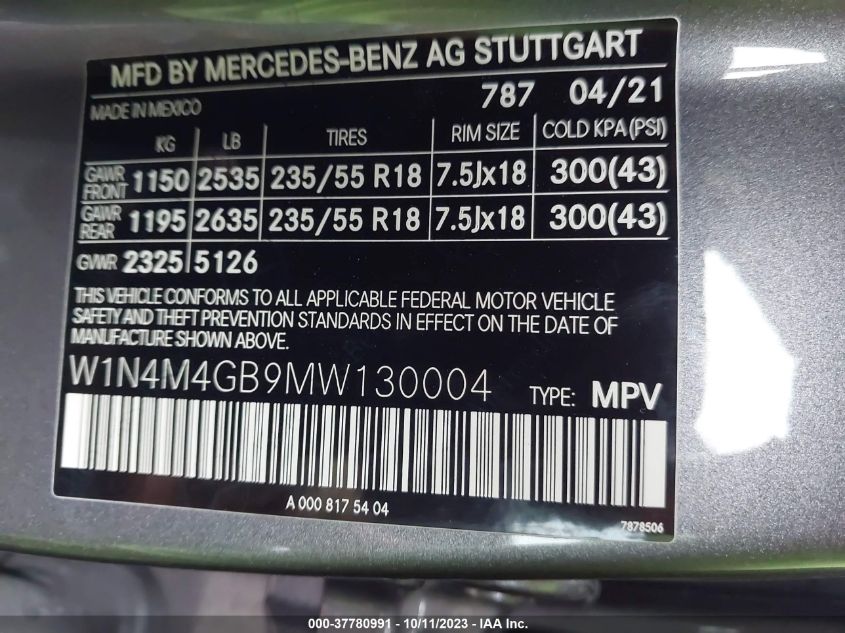 MFD BY MERCEDES-BENZ AG STUTTGART
MADE IN MEXICO 787 04/21
KG LB TIRES RIM SIZE COLD KPA(PSI)
GAWR FRONT 1150 2535 235/55 R18 7.5Jx18 300(43)
GAWR REAR 1195 2635 235/55 R18 7.5Jx18 300(43)
GVWR 2325 5126
THIS VEHICLE CONFORMS TO ALL APPLICABLE FEDERAL MOTOR VEHICLE
SAFETY AND THEFT PREVENTION STANDARDS IN EFFECT ON THE DATE OF
MANUFACTURE SHOWN ABOVE.
W1N4M4GB9MW130004 TYPE: MPV
A 000 817 54 04
7878506
000-37780991 - 10/11/2023 - IAA Inc.